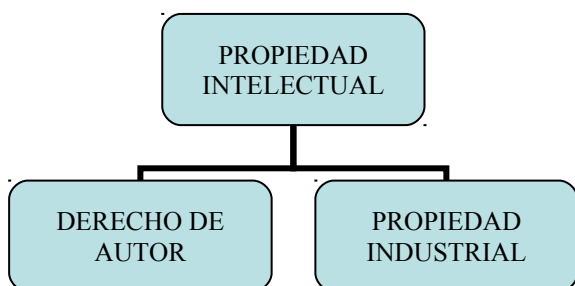 PROPIEDAD
INTELECTUAL
DERECHO DE
AUTOR
PROPIEDAD
INDUSTRIAL